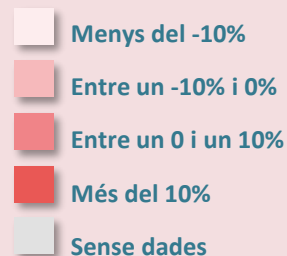 Menys del -10%
Entre un -10% i 0%
Entre un 0 i un 10%
Més del 10%
Sense dades